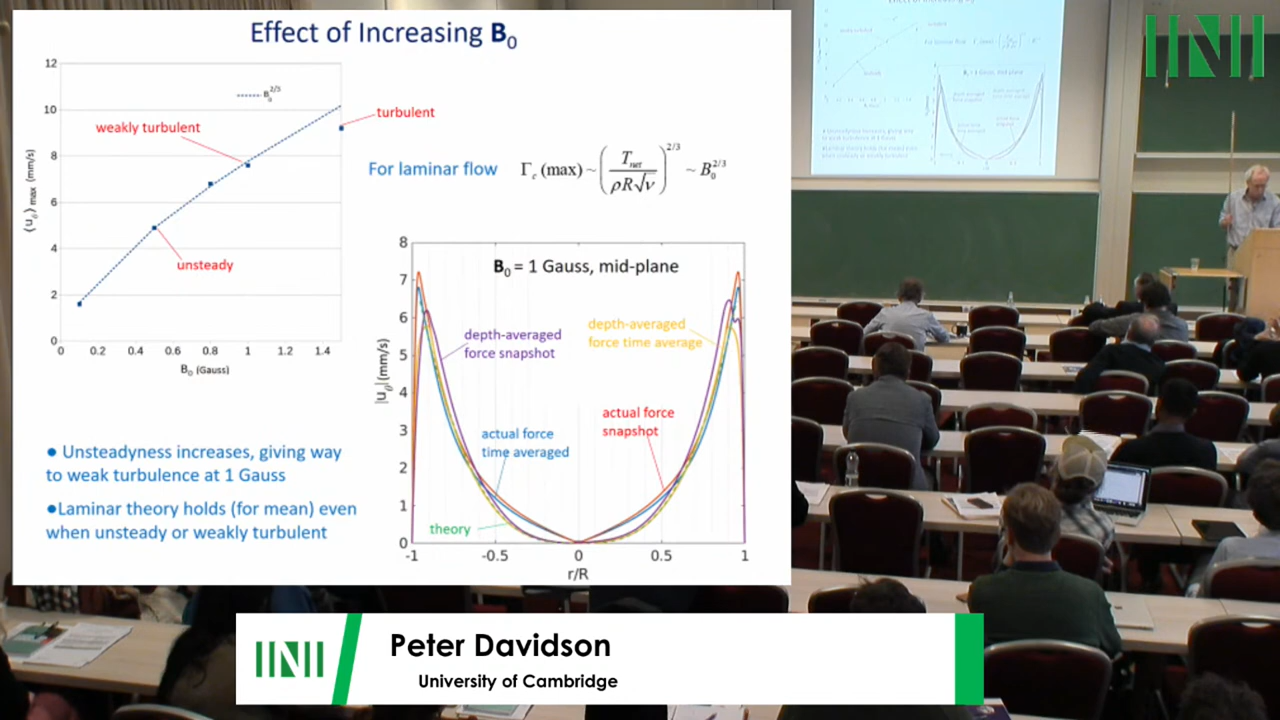 Effect of Increasing B₀
12
10
8
6
4
2
0
0 0.2 0.4 0.6 0.8 1 1.2 1.4
⟨u_θ⟩ max (mm/s)
B₀ (Gauss)
B₀^2/3
weakly turbulent
turbulent
unsteady
For laminar flow Γ_c (max) ~ (T_net / ρR√ν)^2/3 ~ B₀^2/3
● Unsteadyness increases, giving way
to weak turbulence at 1 Gauss
●Laminar theory holds (for mean) even
when unsteady or weakly turbulent
B₀ = 1 Gauss, mid-plane
8
7
6
5
4
3
2
1
0
-1 -0.5 0 0.5 1
|u_θ|(mm/s)
r/R
depth-averaged
force snapshot
depth-averaged
force time average
actual force
time averaged
actual force
snapshot
theory
Peter Davidson
University of Cambridge